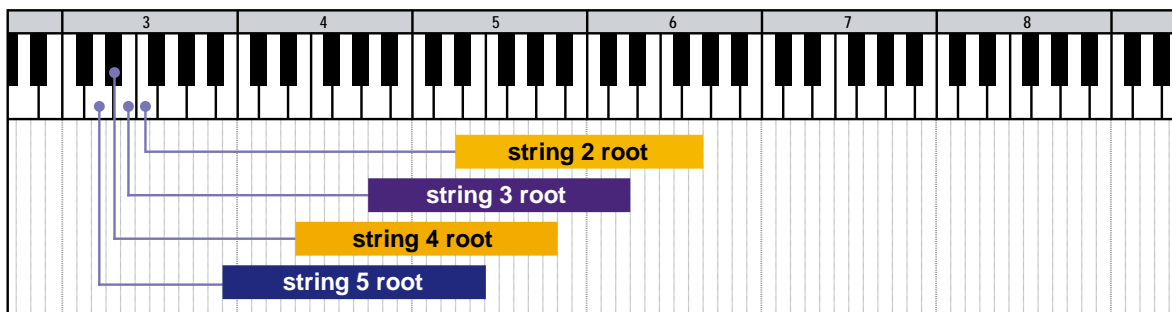 3 4 5 6 7 8
string 2 root
string 3 root
string 4 root
string 5 root